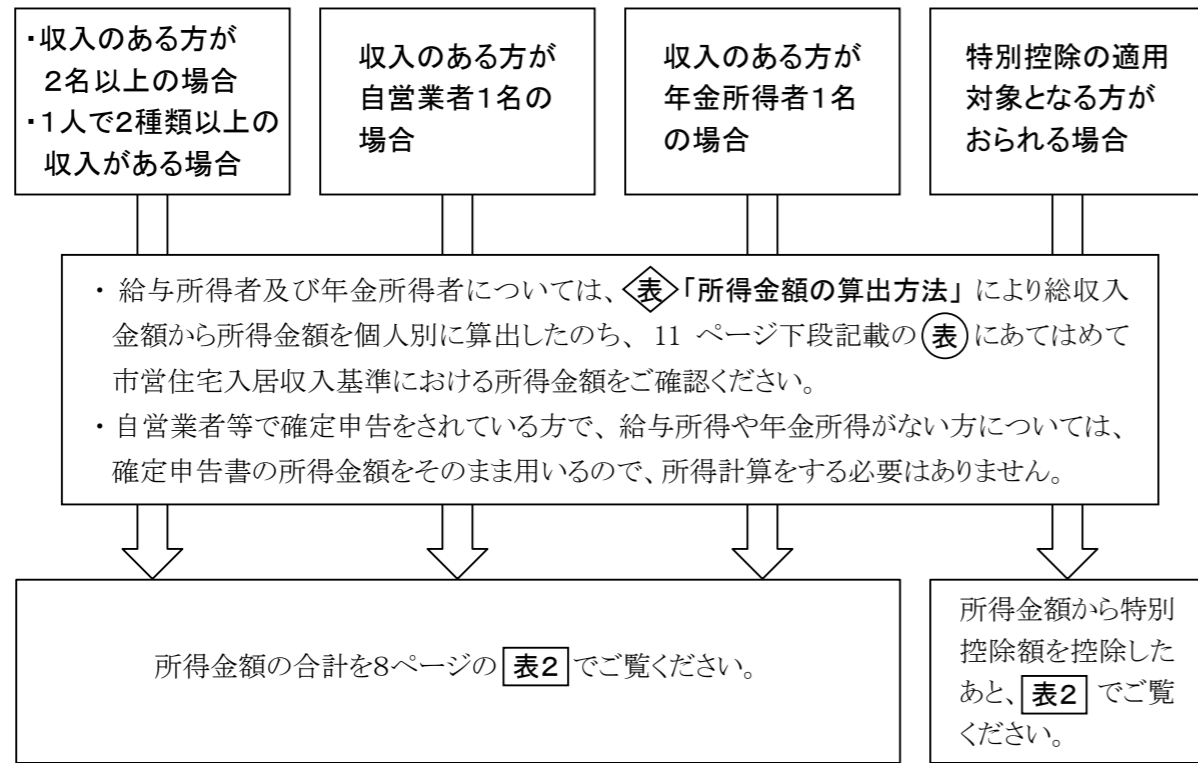 ・収入のある方が
2名以上の場合
・1人で2種類以上の
収入がある場合
収入のある方が
自営業者1名の
場合
収入のある方が
年金所得者1名
の場合
特別控除の適用
対象となる方が
おられる場合
・ 給与所得者及び年金所得者については、表「所得金額の算出方法」により総収入
金額から所得金額を個人別に算出したのち、 11 ページ下段記載の表にあてはめて
市営住宅入居収入基準における所得金額をご確認ください。
・ 自営業者等で確定申告をされている方で、給与所得や年金所得がない方については、
確定申告書の所得金額をそのまま用いるので、所得計算をする必要はありません。
所得金額の合計を8ページの 表2 でご覧ください。
所得金額から特別
控除額を控除した
あと、表2 でご覧
ください。